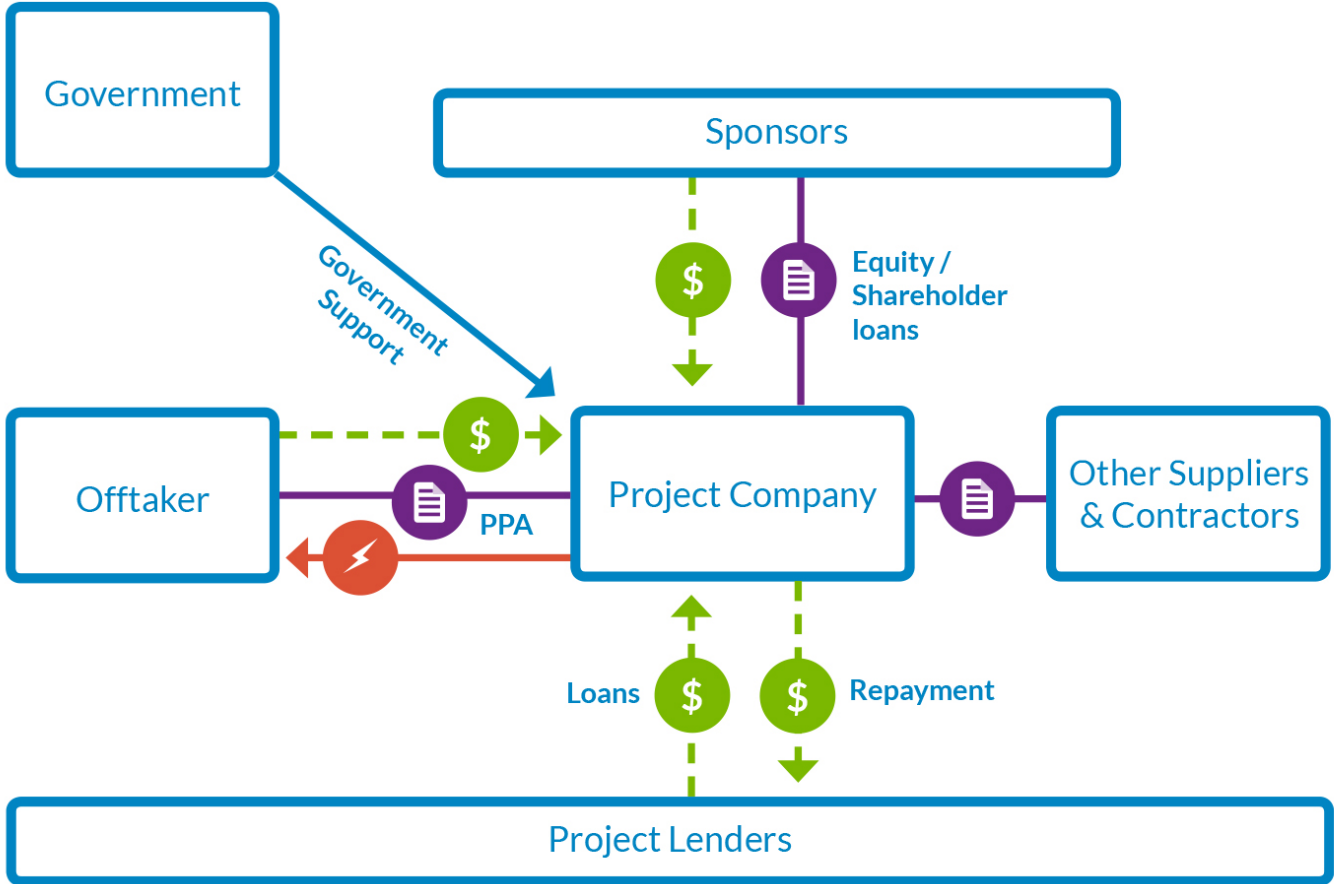 Government
Sponsors
Government
Support
$
Equity /
Shareholder
loans
$
Offtaker
PPA
Project Company
Other Suppliers
& Contractors
Loans
$
$
Repayment
Project Lenders